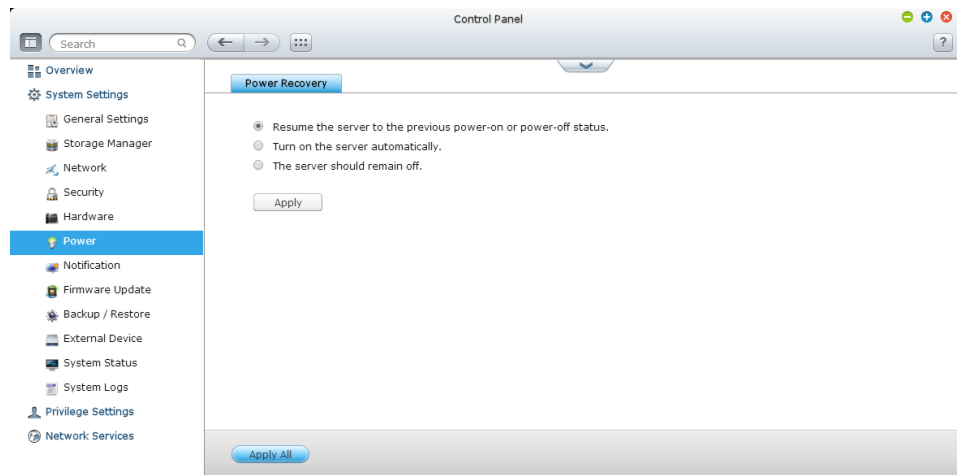 Control Panel
Search
?
Overview
System Settings
General Settings
Storage Manager
Network
Security
Hardware
Power
Notification
Firmware Update
Backup / Restore
External Device
System Status
System Logs
Privilege Settings
Network Services
Power Recovery
Resume the server to the previous power-on or power-off status.
Turn on the server automatically.
The server should remain off.
Apply
Apply All